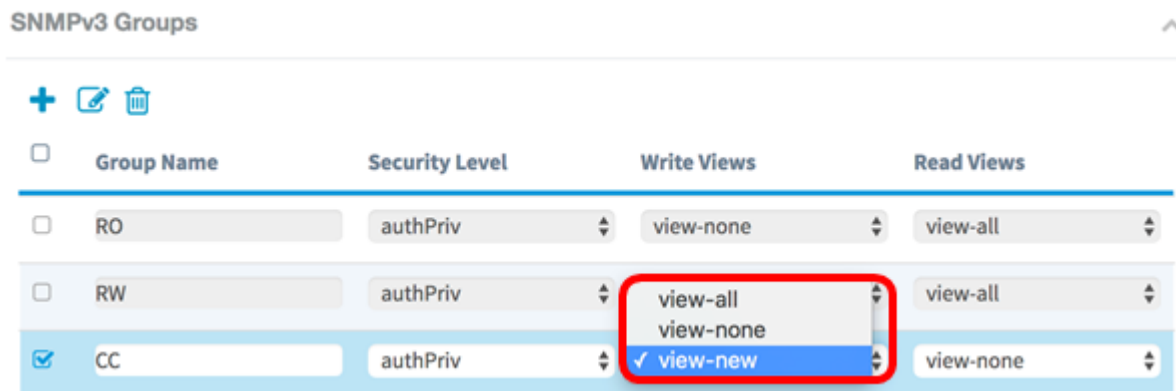 SNMPv3 Groups
Group Name Security Level Write Views Read Views
RO authPriv view-none view-all
RW authPriv view-all view-all
view-none
CC authPriv ✓ view-new view-none